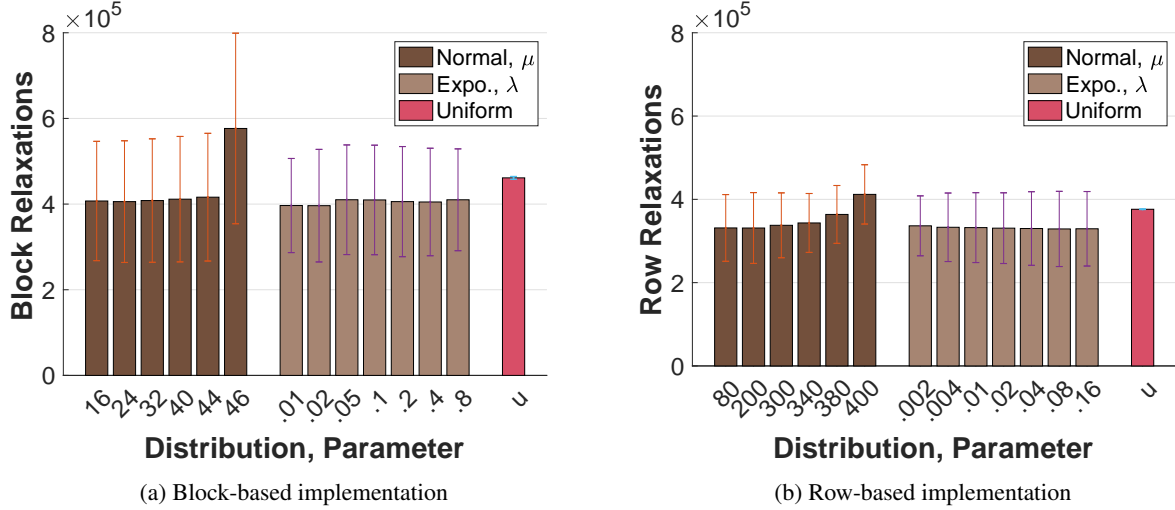 × 10^5
8
6
4
2
0
Block Relaxations
Normal, μ
Expo., λ
Uniform
16 24 32 40 44 46 .01 .02 .05 .1 .2 .4 .8 u
Distribution, Parameter
(a) Block-based implementation
× 10^5
8
6
4
2
0
Row Relaxations
Normal, μ
Expo., λ
Uniform
80 200 300 340 380 400 .002 .004 .01 .02 .04 .08 .16 u
Distribution, Parameter
(b) Row-based implementation